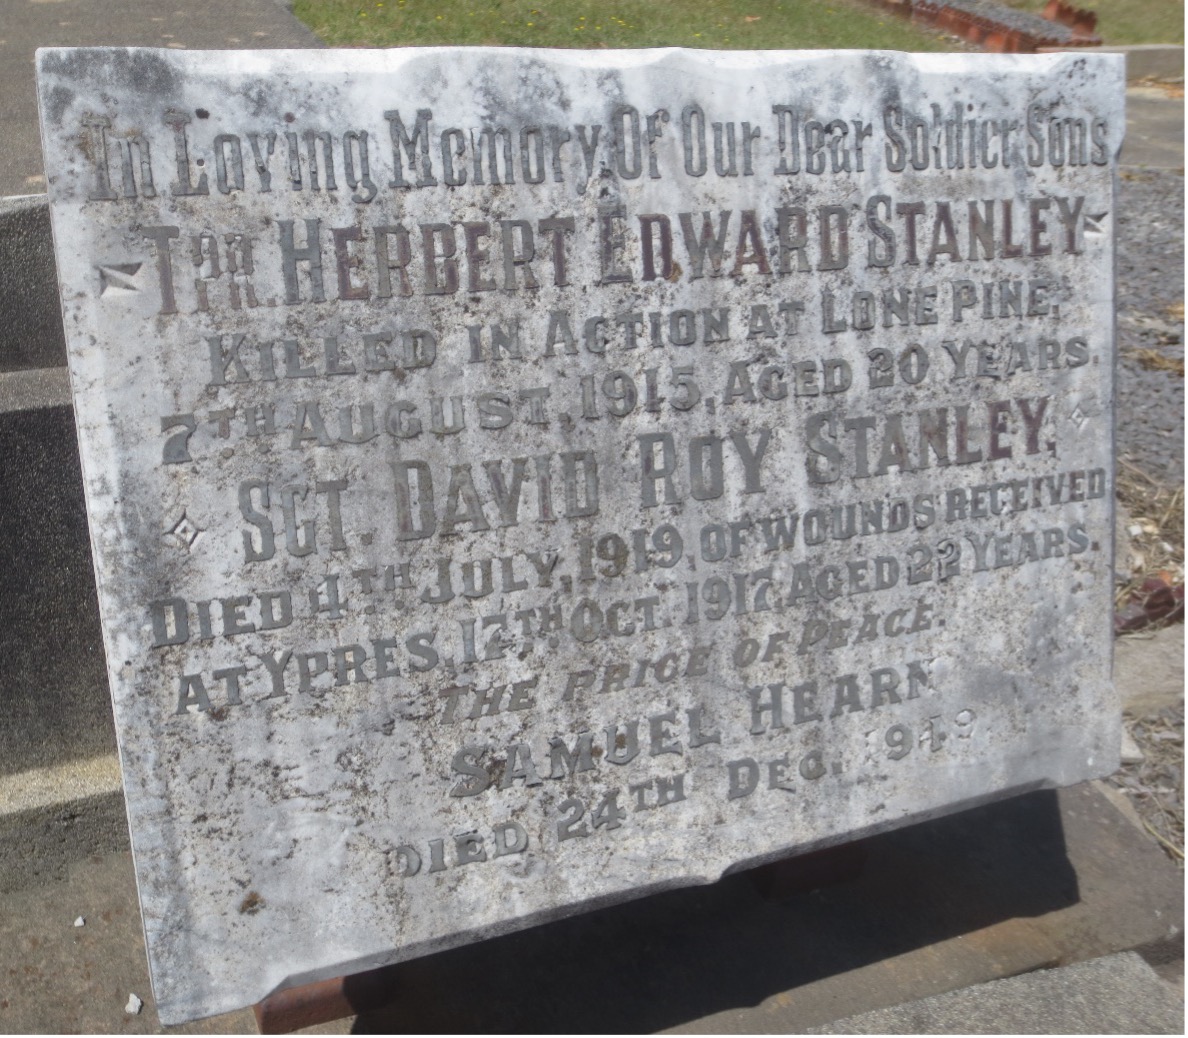 In Loving Memory Of Our Dear Soldier Sons
TPR. HERBERT EDWARD STANLEY
KILLED IN ACTION AT LONE PINE,
7TH AUGUST, 1915, AGED 20 YEARS.
SGT. DAVID ROY STANLEY,
DIED 4TH JULY, 1919, OF WOUNDS RECEIVED
AT YPRES, 12TH OCT. 1917, AGED 22 YEARS.
THE PRICE OF PEACE.
SAMUEL HEARN
DIED 24TH DEC.